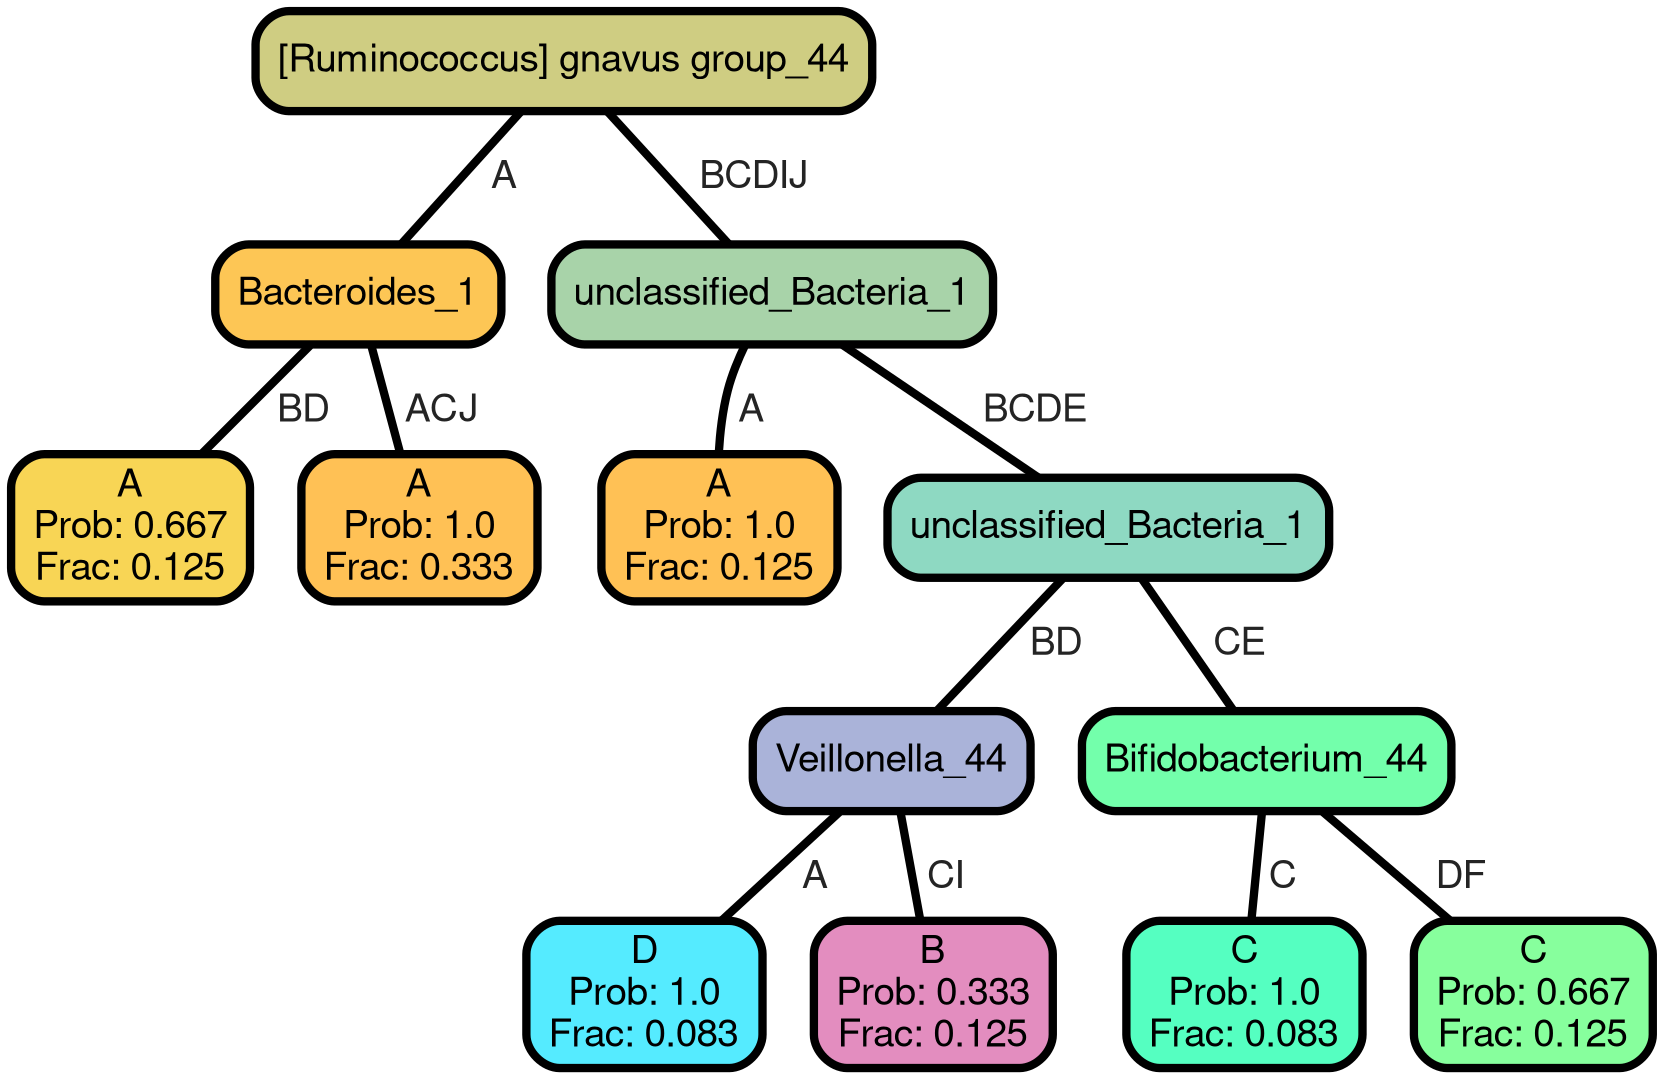 [Ruminococcus] gnavus group_44
A
BCDIJ
Bacteroides_1
unclassified_Bacteria_1
BD
ACJ
A
BCDE
A
Prob: 0.667
Frac: 0.125
A
Prob: 1.0
Frac: 0.333
A
Prob: 1.0
Frac: 0.125
unclassified_Bacteria_1
BD
CE
Veillonella_44
Bifidobacterium_44
A
CI
C
DF
D
Prob: 1.0
Frac: 0.083
B
Prob: 0.333
Frac: 0.125
C
Prob: 1.0
Frac: 0.083
C
Prob: 0.667
Frac: 0.125